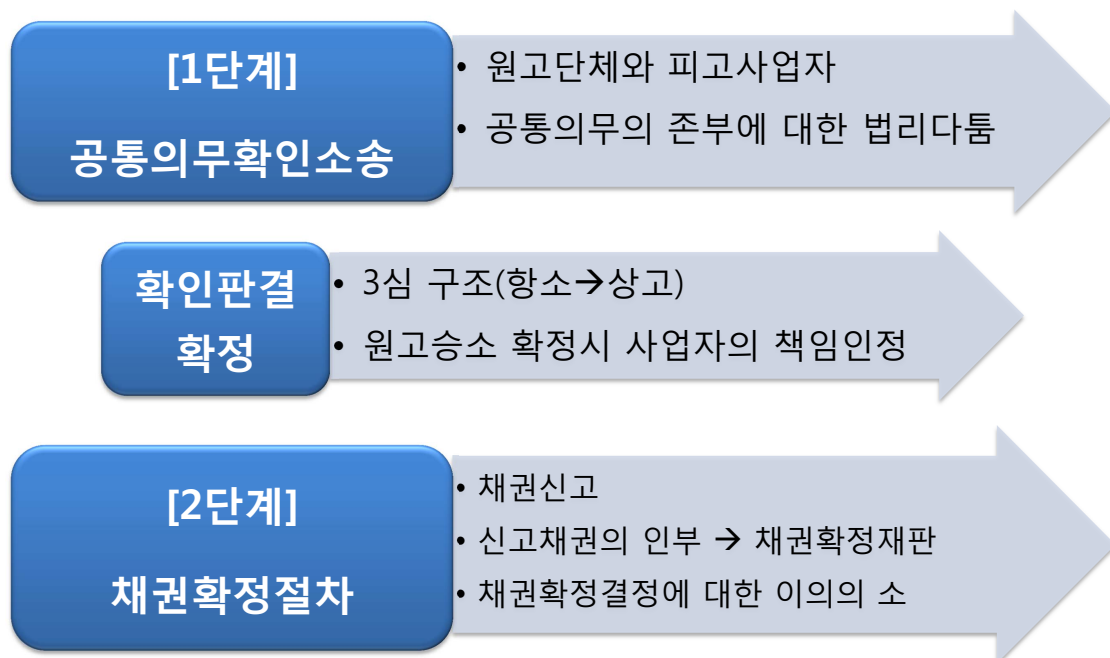 [1단계]
공통의무확인소송
• 원고단체와 피고사업자
• 공통의무의 존부에 대한 법리다툼
확인판결
확정
• 3심 구조(항소→상고)
• 원고승소 확정시 사업자의 책임인정
[2단계]
채권확정절차
• 채권신고
• 신고채권의 인부 → 채권확정재판
• 채권확정결정에 대한 이의의 소